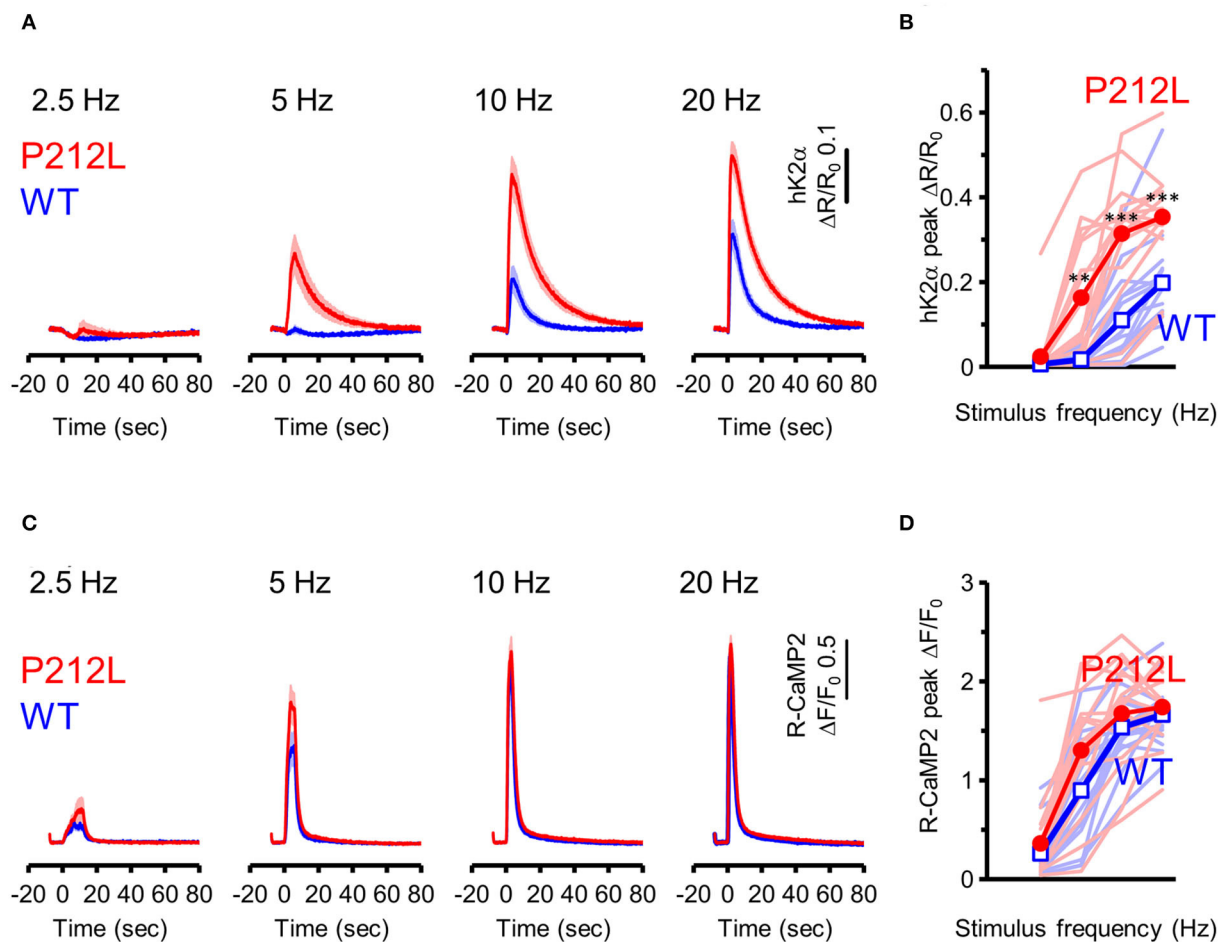 A
2.5 Hz
5 Hz
10 Hz
20 Hz
P212L
WT
hK2α
ΔR/R₀ 0.1
-20 0 20 40 60 80
-20 0 20 40 60 80
-20 0 20 40 60 80
-20 0 20 40 60 80
Time (sec)
Time (sec)
Time (sec)
Time (sec)
B
hK2α peak ΔR/R₀
0.6
0.4
0.2
0
P212L
**
***
***
WT
Stimulus frequency (Hz)
C
2.5 Hz
5 Hz
10 Hz
20 Hz
P212L
WT
R-CaMP2
ΔF/F₀ 0.5
-20 0 20 40 60 80
-20 0 20 40 60 80
-20 0 20 40 60 80
-20 0 20 40 60 80
Time (sec)
Time (sec)
Time (sec)
Time (sec)
D
R-CaMP2 peak ΔF/F₀
3
2
1
0
P212L
WT
Stimulus frequency (Hz)